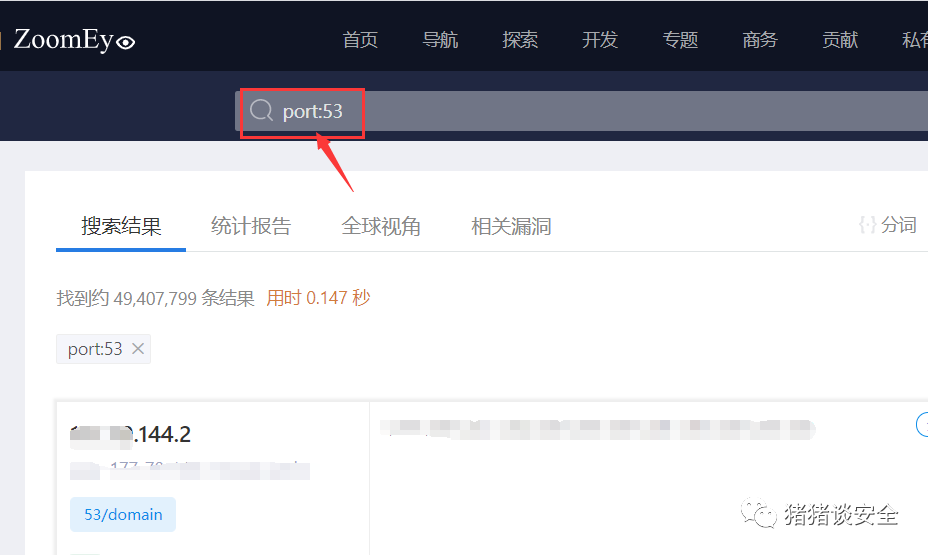 ZoomEy
首页 导航 探索 开发 专题 商务 贡献 私有
port:53
搜索结果 统计报告 全球视角 相关漏洞 分词
找到约 49,407,799 条结果 用时 0.147 秒
port:53
.144.2
53/domain
猪猪谈安全